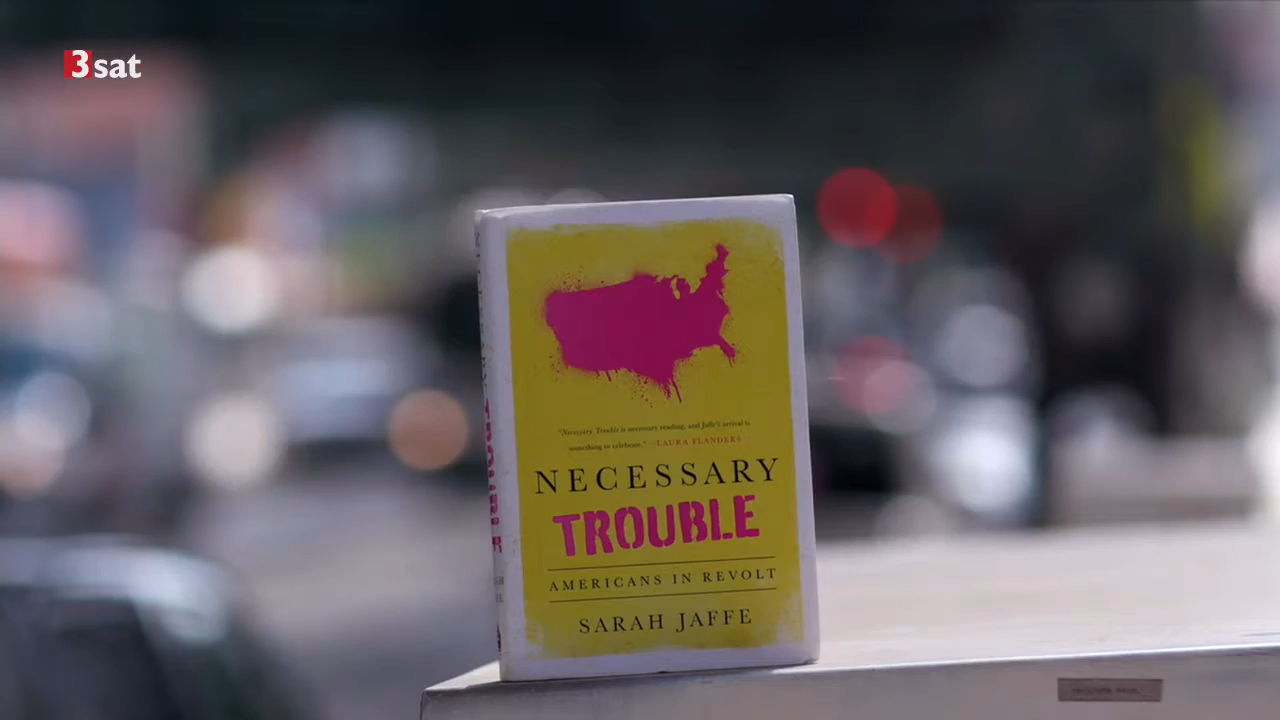 3sat
"Necessary Trouble is necessary reading, and Jaffe's arrival is
something to celebrate." —LAURA FLANDERS
NECESSARY
TROUBLE
AMERICANS IN REVOLT
SARAH JAFFE
TROUBLE